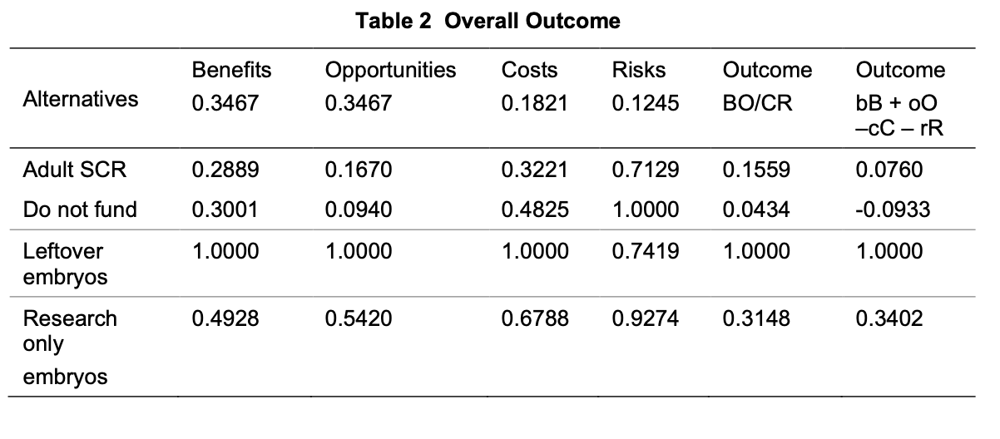 Table 2 Overall Outcome
Alternatives Benefits Opportunities Costs Risks Outcome Outcome
0.3467 0.3467 0.1821 0.1245 BO/CR bB + oO
–cC – rR
Adult SCR 0.2889 0.1670 0.3221 0.7129 0.1559 0.0760
Do not fund 0.3001 0.0940 0.4825 1.0000 0.0434 -0.0933
Leftover 1.0000 1.0000 1.0000 0.7419 1.0000 1.0000
embryos
Research 0.4928 0.5420 0.6788 0.9274 0.3148 0.3402
only
embryos